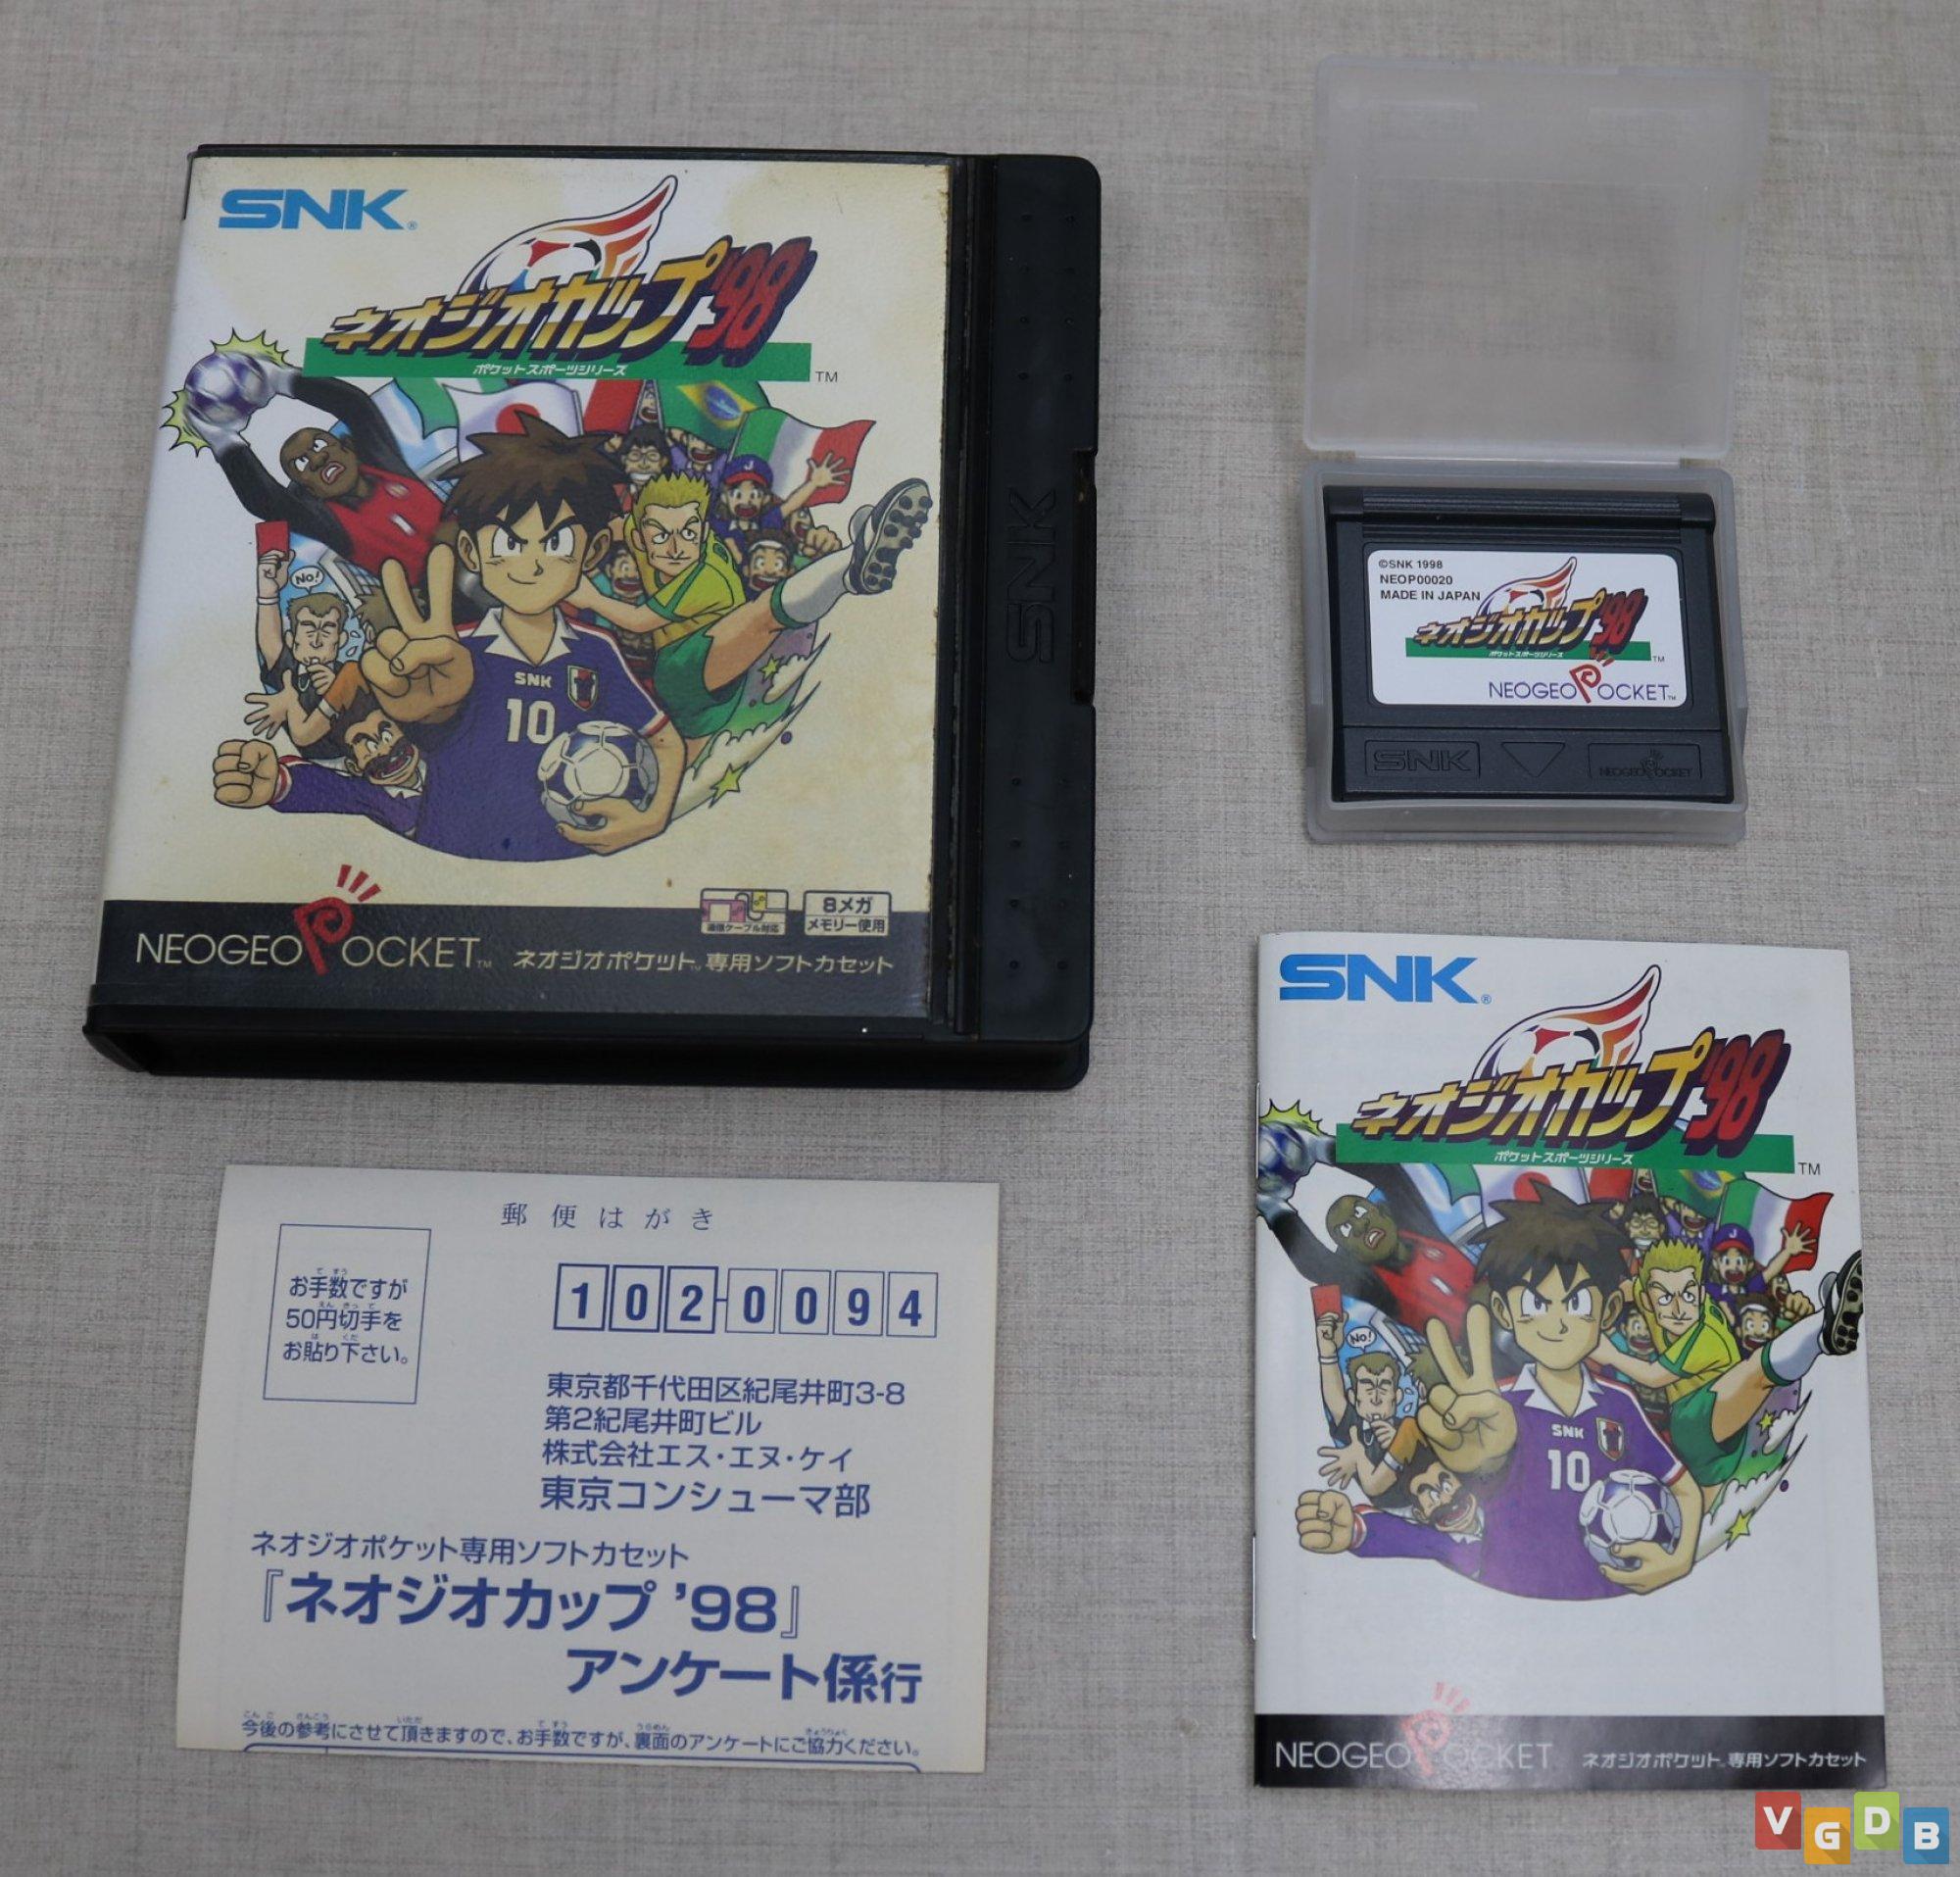 SNK®
ネオジオカップ'98
ポケットスポーツシリーズ
TM
No!
SNK
10
J
通信ケーブル対応
8メガ
メモリー使用
NEOGEO POCKET TM ネオジオポケット TM 専用ソフトカセット
SNK
©SNK 1998
NEOP00020
MADE IN JAPAN
ネオジオカップ'98
ポケットスポーツシリーズ
TM
NEOGEO POCKET TM
SNK
NEOGEO POCKET
郵便はがき
お手数ですが
50円切手を
お貼り下さい。
102-0094
東京都千代田区紀尾井町3-8
第2紀尾井町ビル
株式会社エス・エヌ・ケイ
東京コンシューマ部
ネオジオポケット専用ソフトカセット
『ネオジオカップ ’98』
アンケート係行
今後の参考にさせて頂きますので、お手数ですが、裏面のアンケートにご協力ください。
SNK®
ネオジオカップ'98
ポケットスポーツシリーズ
TM
No!
J
SNK
10
NEOGEO POCKET ネオジオポケット TM 専用ソフトカセット
VGDB